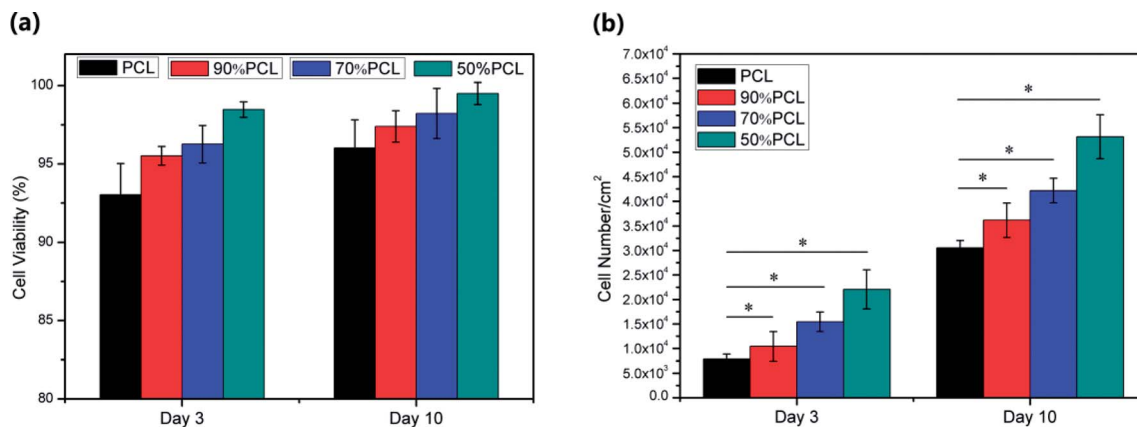 (a)
PCL 90%PCL 70%PCL 50%PCL
100
95
90
85
80
Cell Viability (%)
Day 3 Day 10
(b)
7.0x10⁴
6.5x10⁴
6.0x10⁴
5.5x10⁴
5.0x10⁴
4.5x10⁴
4.0x10⁴
3.5x10⁴
3.0x10⁴
2.5x10⁴
2.0x10⁴
1.5x10⁴
1.0x10⁴
5.0x10³
0.0
Cell Number/cm²
PCL
90%PCL
70%PCL
50%PCL
*
*
*
*
*
*
Day 3 Day 10